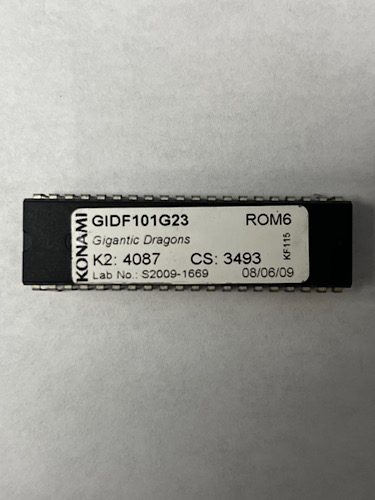 KONAMI
GIDF101G23 ROM6
Gigantic Dragons
K2: 4087 CS: 3493
Lab No.: S2009-1669 08/06/09
KF115